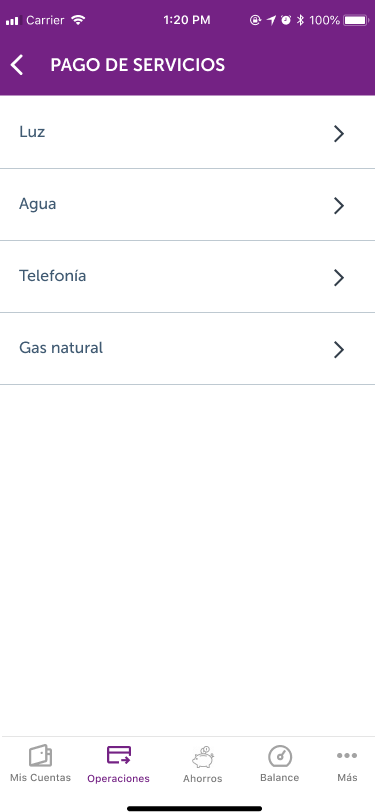 Carrier 1:20 PM 100%
PAGO DE SERVICIOS
Luz
Agua
Telefonía
Gas natural
Mis Cuentas Operaciones Ahorros Balance Más